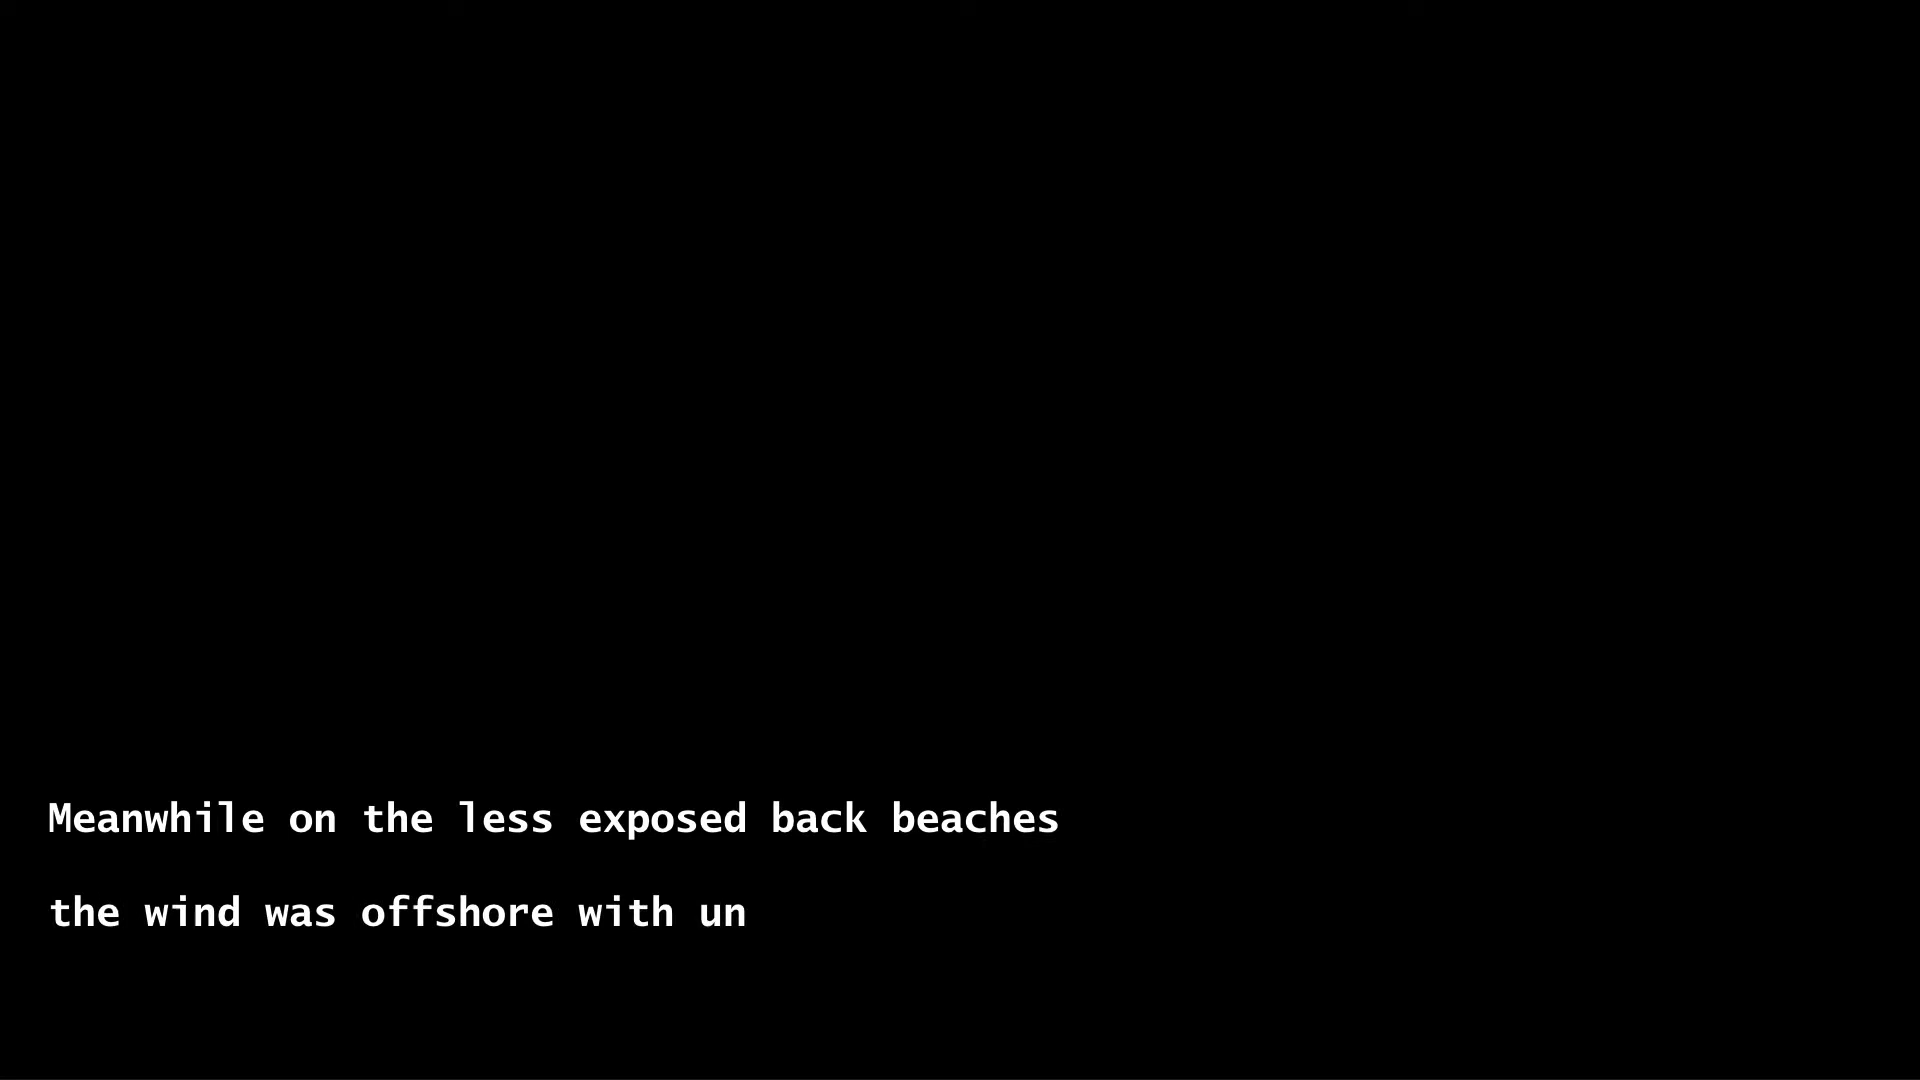 Meanwhile on the less exposed back beaches
the wind was offshore with un